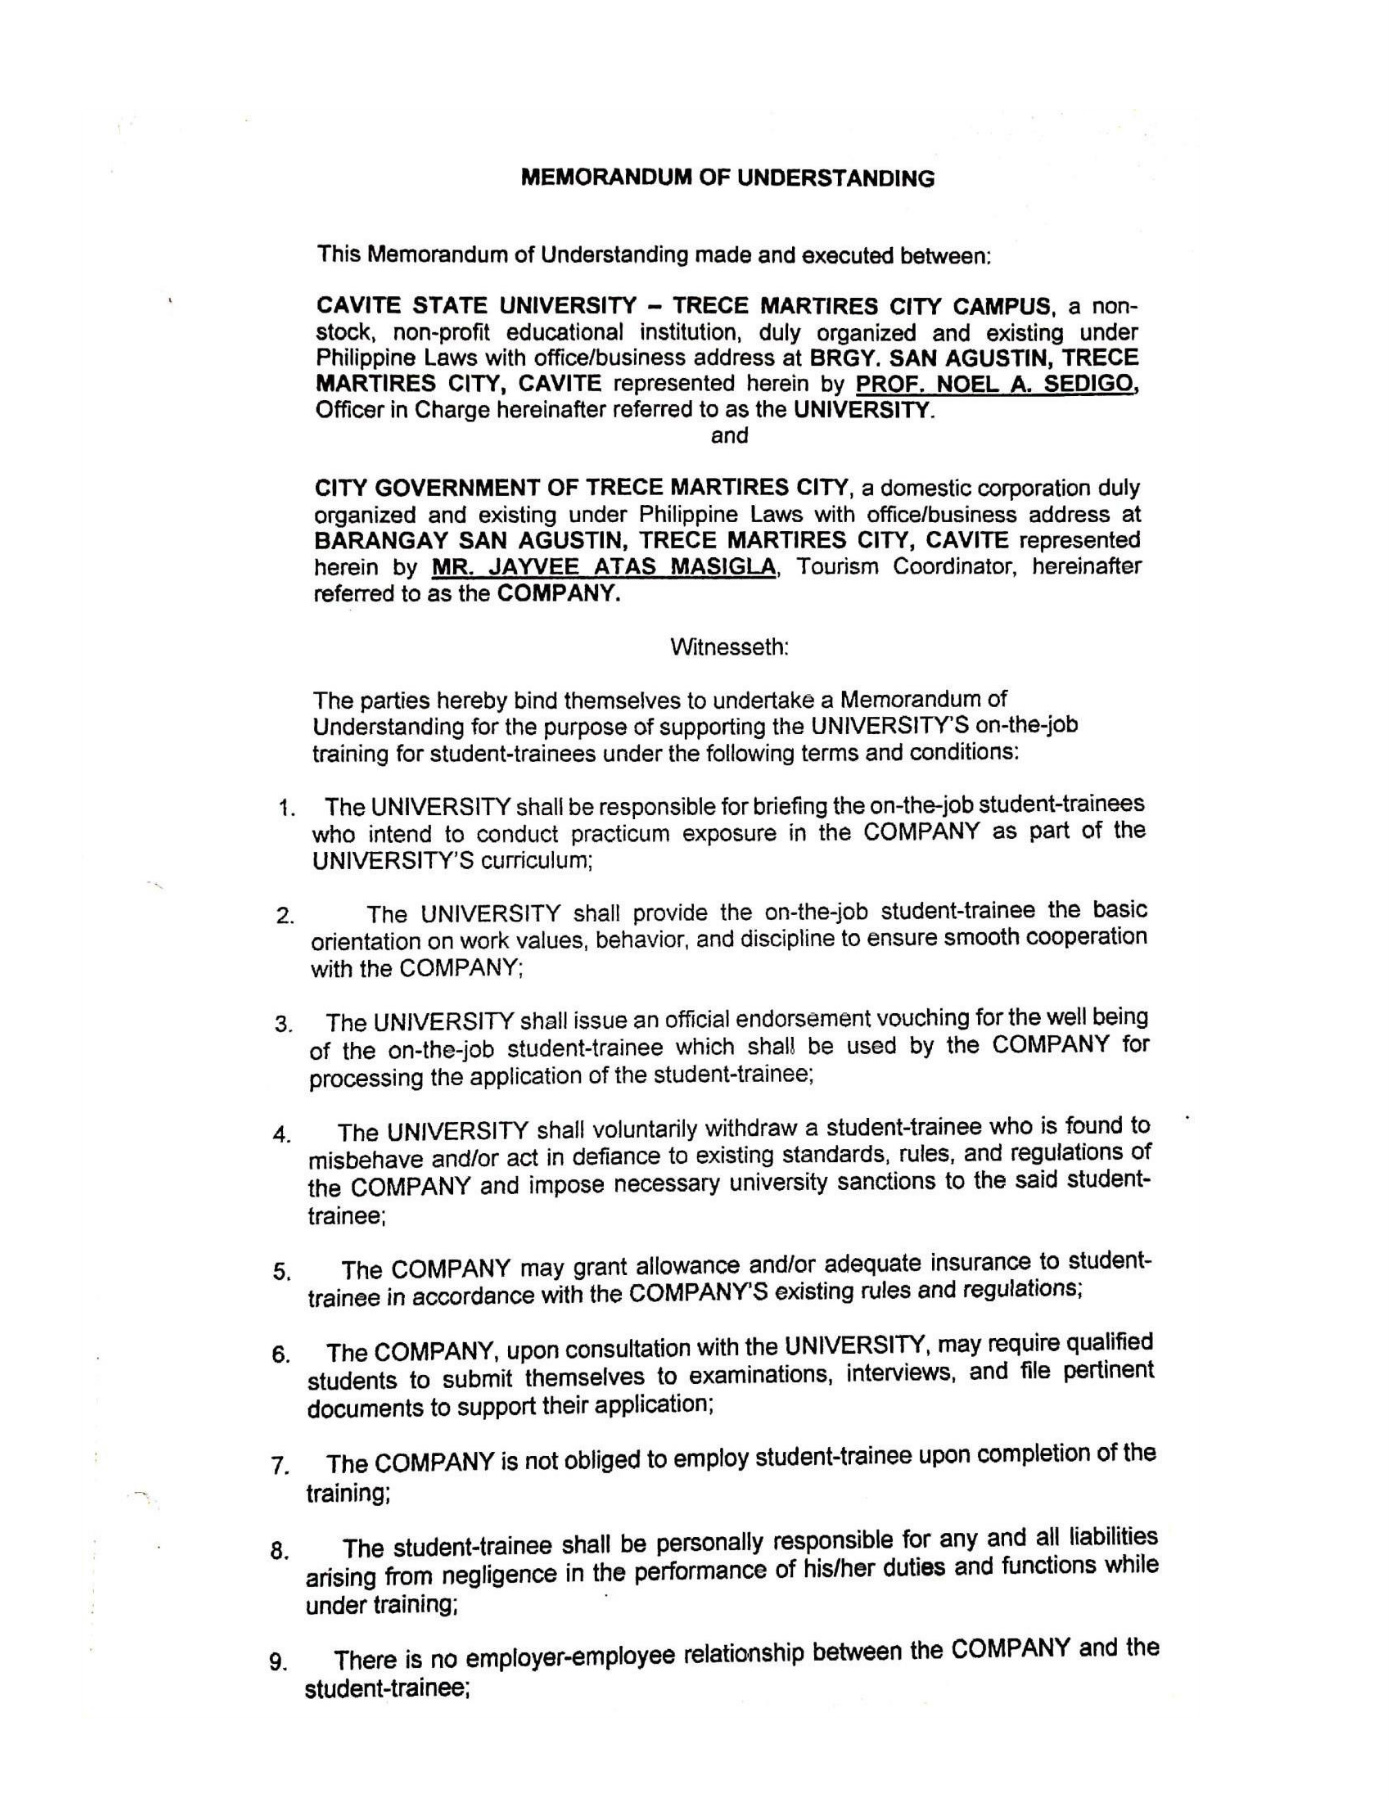 MEMORANDUM OF UNDERSTANDING
This Memorandum of Understanding made and executed between:
CAVITE STATE UNIVERSITY – TRECE MARTIRES CITY CAMPUS, a non-
stock, non-profit educational institution, duly organized and existing under
Philippine Laws with office/business address at BRGY. SAN AGUSTIN, TRECE
MARTIRES CITY, CAVITE represented herein by PROF. NOEL A. SEDIGO,
Officer in Charge hereinafter referred to as the UNIVERSITY.
and
CITY GOVERNMENT OF TRECE MARTIRES CITY, a domestic corporation duly
organized and existing under Philippine Laws with office/business address at
BARANGAY SAN AGUSTIN, TRECE MARTIRES CITY, CAVITE represented
herein by MR. JAYVEE ATAS MASIGLA, Tourism Coordinator, hereinafter
referred to as the COMPANY.
Witnesseth:
The parties hereby bind themselves to undertake a Memorandum of
Understanding for the purpose of supporting the UNIVERSITY'S on-the-job
training for student-trainees under the following terms and conditions:
1. The UNIVERSITY shall be responsible for briefing the on-the-job student-trainees
who intend to conduct practicum exposure in the COMPANY as part of the
UNIVERSITY'S curriculum;
2. The UNIVERSITY shall provide the on-the-job student-trainee the basic
orientation on work values, behavior, and discipline to ensure smooth cooperation
with the COMPANY;
3. The UNIVERSITY shall issue an official endorsement vouching for the well being
of the on-the-job student-trainee which shall be used by the COMPANY for
processing the application of the student-trainee;
4. The UNIVERSITY shall voluntarily withdraw a student-trainee who is found to
misbehave and/or act in defiance to existing standards, rules, and regulations of
the COMPANY and impose necessary university sanctions to the said student-
trainee;
5. The COMPANY may grant allowance and/or adequate insurance to student-
trainee in accordance with the COMPANY'S existing rules and regulations;
6. The COMPANY, upon consultation with the UNIVERSITY, may require qualified
students to submit themselves to examinations, interviews, and file pertinent
documents to support their application;
7. The COMPANY is not obliged to employ student-trainee upon completion of the
training;
8. The student-trainee shall be personally responsible for any and all liabilities
arising from negligence in the performance of his/her duties and functions while
under training;
9. There is no employer-employee relationship between the COMPANY and the
student-trainee;